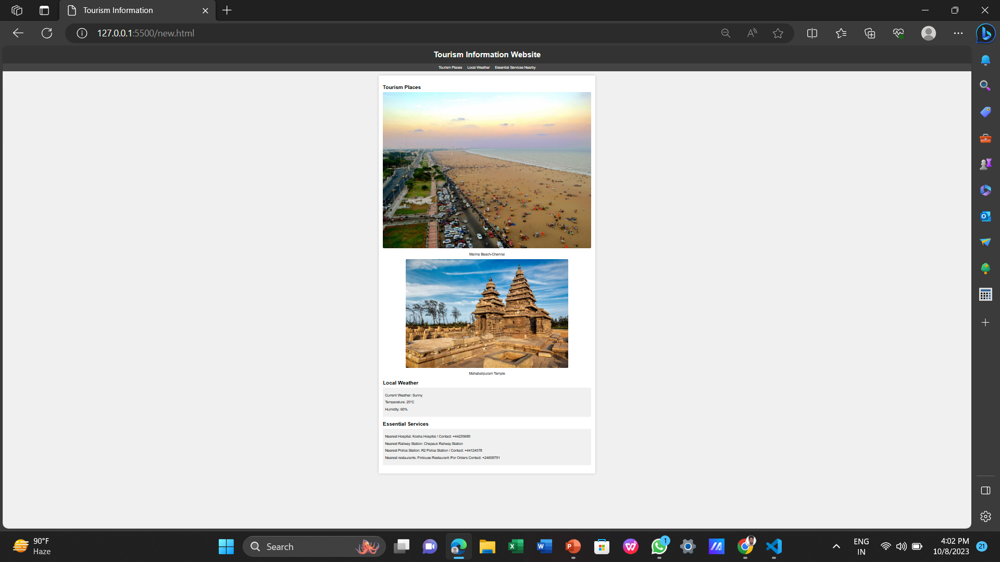 Tourism Information
127.0.0.1:5500/new.html
Tourism Information Website
Tourism Places Local Weather Essential Services Nearby
Tourism Places
Marina Beach-Chennai
Mahabalipuram Temple
Local Weather
Current Weather: Sunny
Temperature: 25°C
Humidity: 60%
Essential Services
Nearest Hospital: Kosha Hospital / Contact: +44235689
Nearest Railway Station: Chepauk Railway Station
Nearest Police Station: R2 Police Station / Contact: +44124578
Nearest restaurants: Firdouse Restaurant /For Orders Contact: +24658791
90°F
Haze
Search
1
ENG
IN
4:02 PM
10/8/2023
21